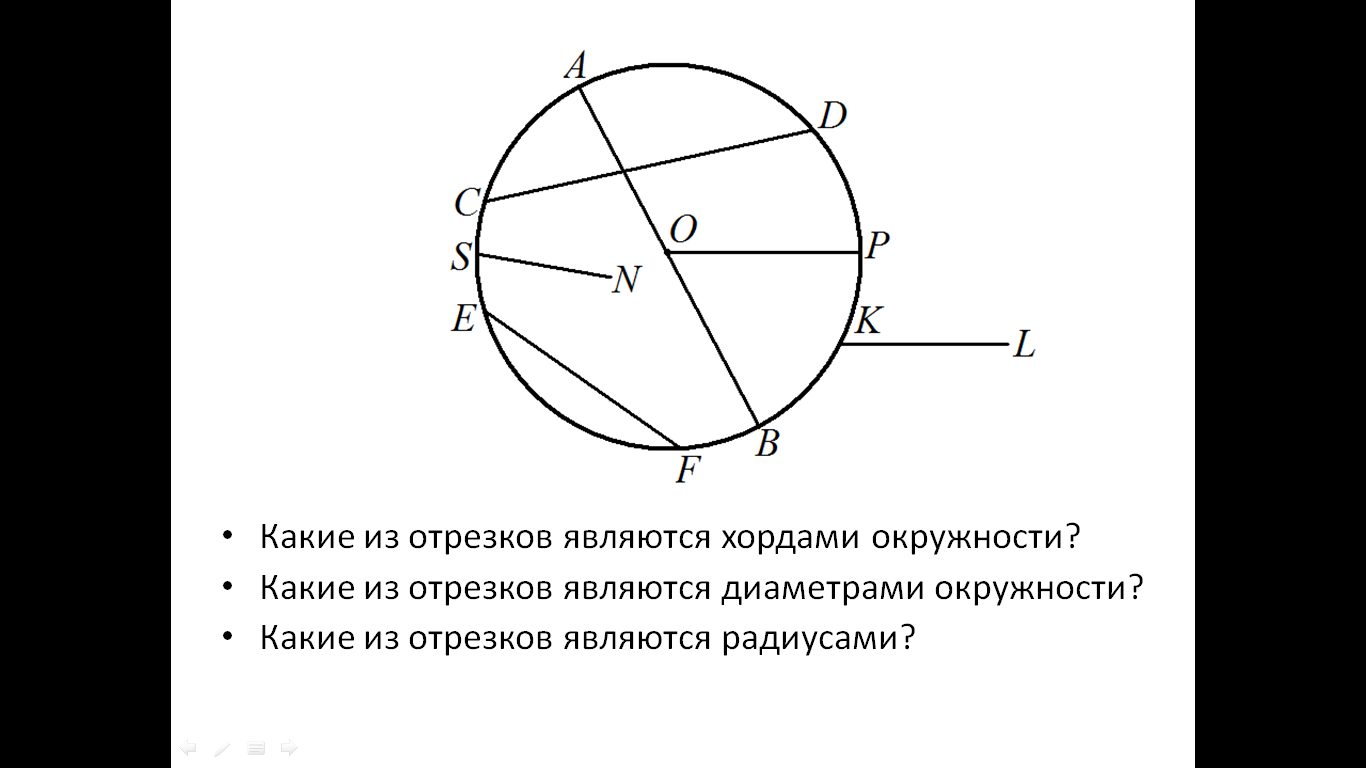 A
D
C
O
P
S
N
E
K
L
B
F
• Какие из отрезков являются хордами окружности?
• Какие из отрезков являются диаметрами окружности?
• Какие из отрезков являются радиусами?